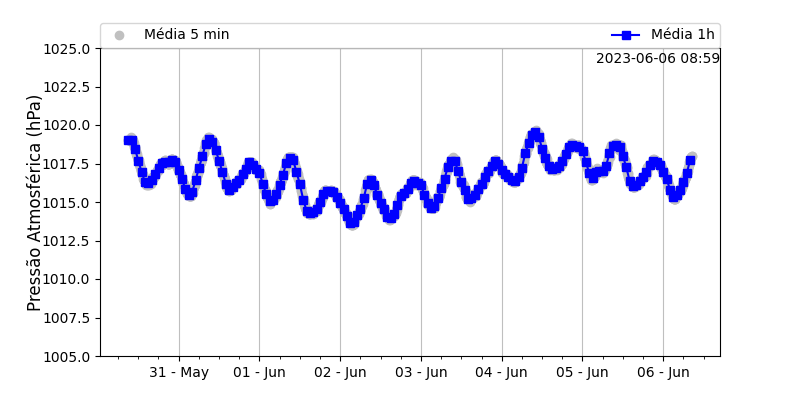 Média 5 min
Média 1h
2023-06-06 08:59
Pressão Atmosférica (hPa)
1025.0
1022.5
1020.0
1017.5
1015.0
1012.5
1010.0
1007.5
1005.0
31 - May
01 - Jun
02 - Jun
03 - Jun
04 - Jun
05 - Jun
06 - Jun